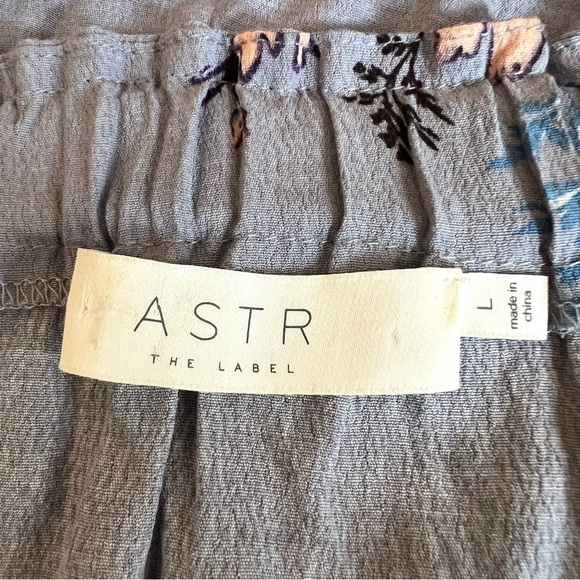 ASTR
THE LABEL
L
made in
china